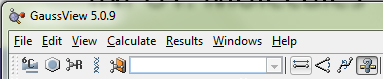 GaussView 5.0.9
File Edit View Calculate Results Windows Help
R